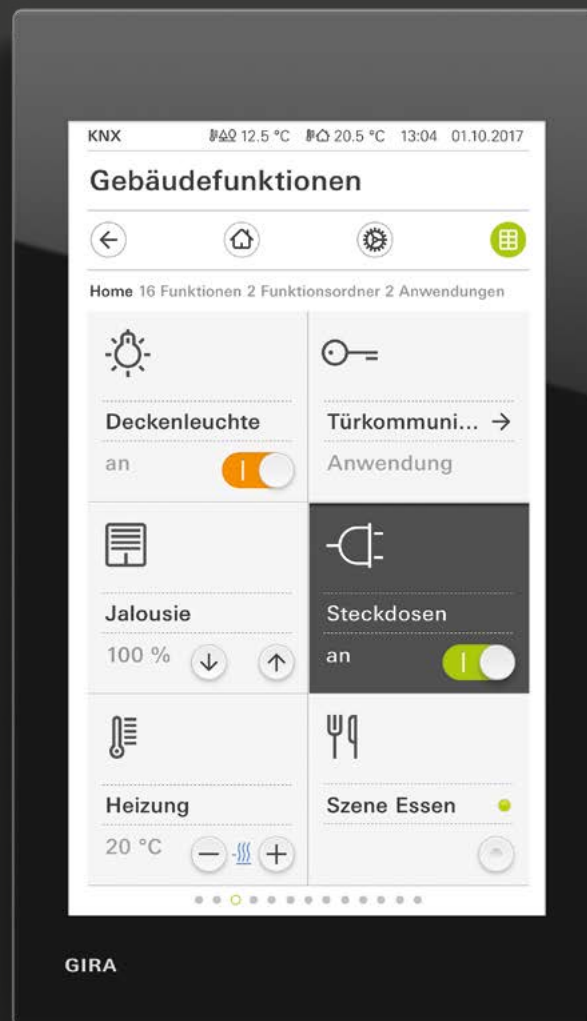 KNX 12.5 °C 20.5 °C 13:04 01.10.2017
Gebäudefunktionen
Home 16 Funktionen 2 Funktionsordner 2 Anwendungen
Deckenleuchte
an
Türkommuni...
Anwendung
Jalousie
100 %
Steckdosen
an
Heizung
20 °C
Szene Essen
GIRA